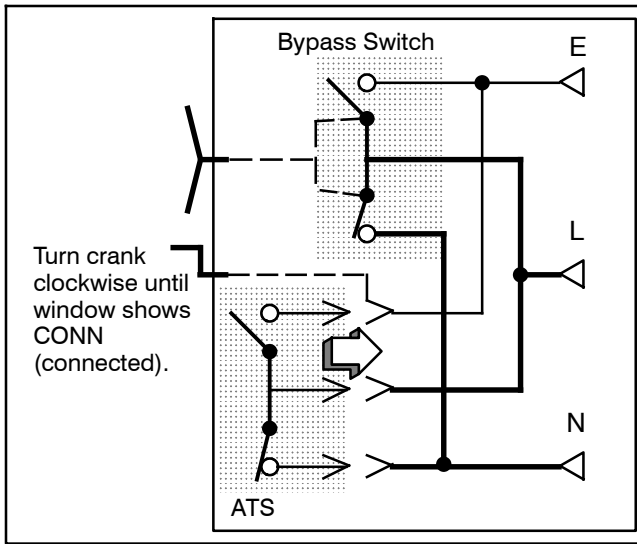 Bypass Switch
E
L
Turn crank
clockwise until
window shows
CONN
(connected).
N
ATS